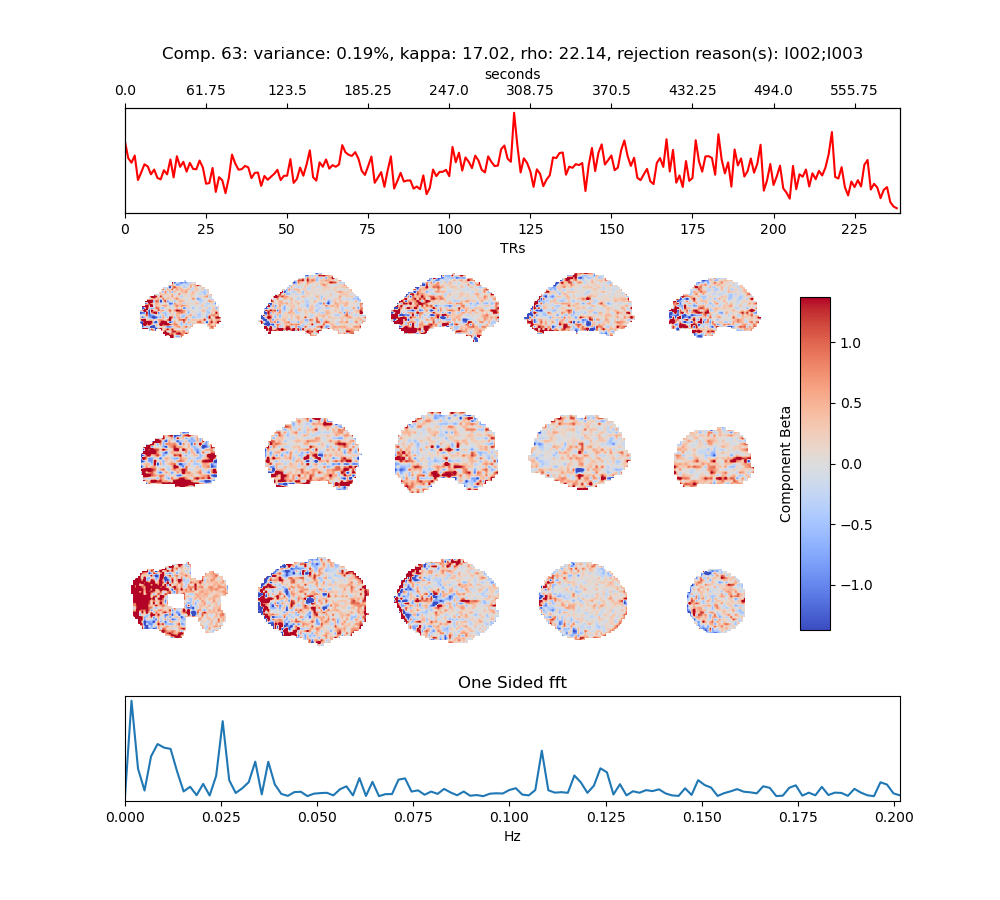 Comp. 63: variance: 0.19%, kappa: 17.02, rho: 22.14, rejection reason(s): I002;I003
seconds
0.0 61.75 123.5 185.25 247.0 308.75 370.5 432.25 494.0 555.75
0 25 50 75 100 125 150 175 200 225
TRs
1.0
0.5
0.0
−0.5
−1.0
Component Beta
One Sided fft
0.000 0.025 0.050 0.075 0.100 0.125 0.150 0.175 0.200
Hz